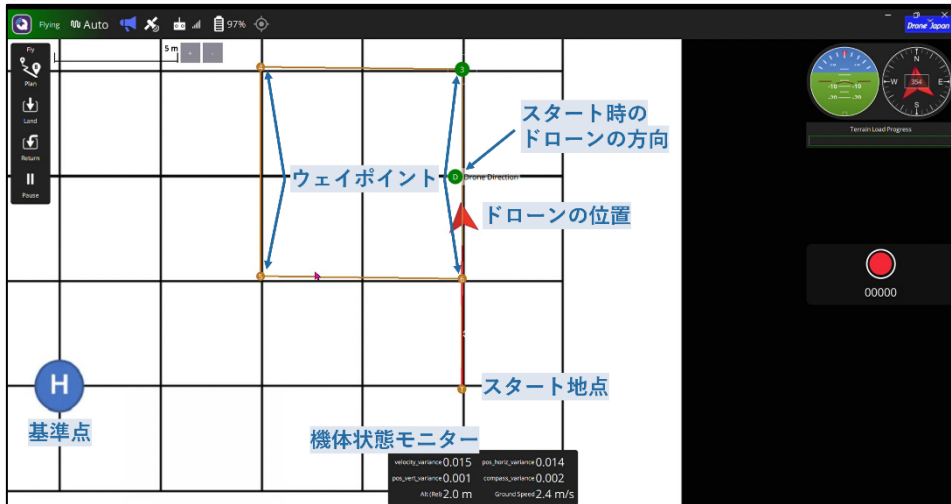 Flying
Auto
97%
Drone Japan
Fly
Plan
Land
Return
Pause
5 m
+
-
3
スタート時の
ドローンの方向
ウェイポイント
D
Drone Direction
ドローンの位置
H
基準点
スタート地点
機体状態モニター
velocity_variance 0.015 pos_horiz_variance 0.014
pos_vert_variance 0.001 compass_variance 0.002
Alt (Rel) 2.0 m Ground Speed 2.4 m/s
-10 -10
N
W 354 E
S
Terrain Load Progress
00000